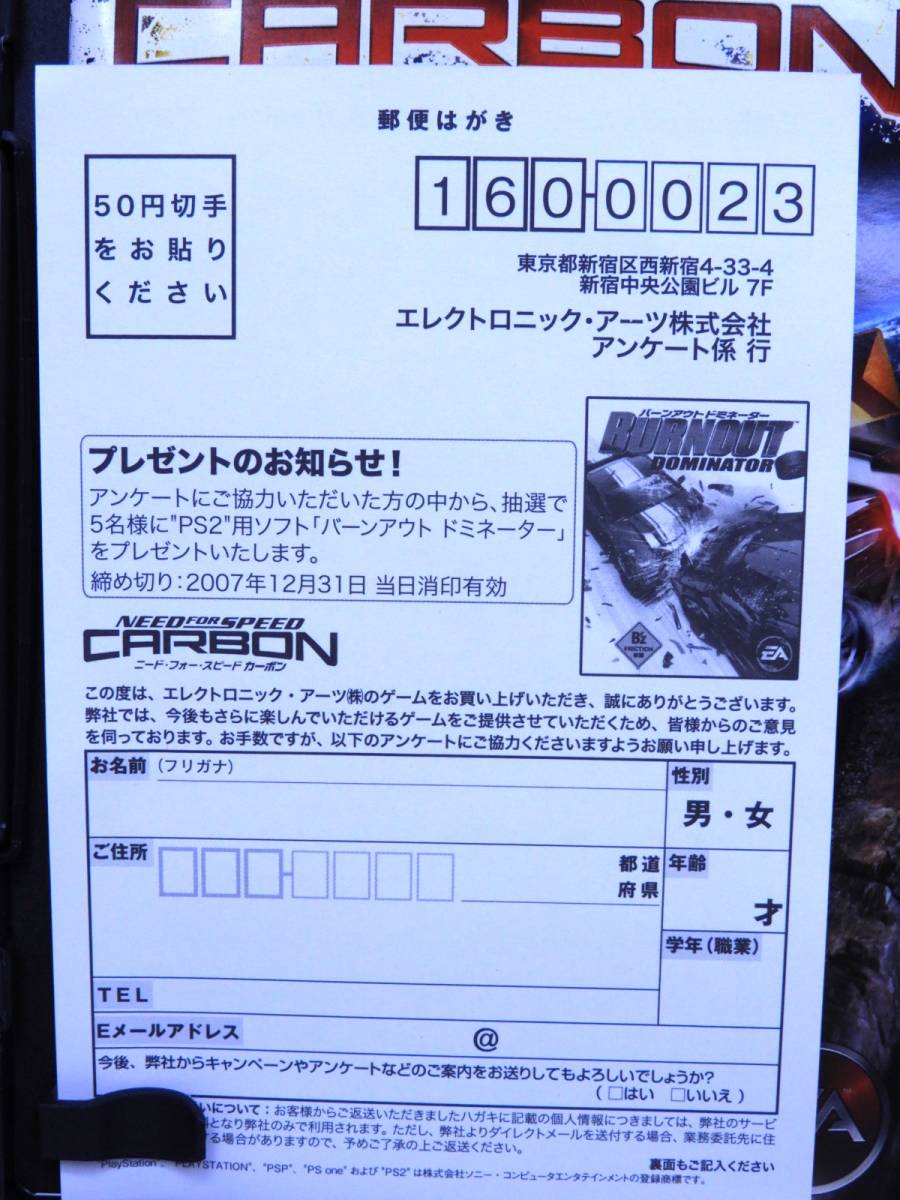 CARBON
郵便はがき
50円切手
をお貼り
ください
160-0023
東京都新宿区西新宿4-33-4
新宿中央公園ビル 7F
エレクトロニック・アーツ株式会社
アンケート係 行
プレゼントのお知らせ!
アンケートにご協力いただいた方の中から、抽選で
5名様に"PS2"用ソフト「バーンアウト ドミネーター」
をプレゼントいたします。
締め切り:2007年12月31日 当日消印有効
バーンアウト ドミネーター
BURNOUT
DOMINATOR
B'z
FRICTION
EA
NEED FOR SPEED
CARBON
ニード・フォー・スピード カーボン
この度は、エレクトロニック・アーツ㈱のゲームをお買い上げいただき、誠にありがとうございます。
弊社では、今後もさらに楽しんでいただけるゲームをご提供させていただくため、皆様からのご意見
を伺っております。お手数ですが、以下のアンケートにご協力くださいますようお願い申し上げます。
お名前 (フリガナ)
性別
男・女
ご住所
都道
府県
年齢
才
学年(職業)
TEL
Eメールアドレス @
今後、弊社からキャンペーンやアンケートなどのご案内をお送りしてもよろしいでしょうか?
(□はい □いいえ)
いについて:お客様からご返送いただきましたハガキに記載の個人情報につきましては、弊社のサービ
料となり弊社のみで利用されます。ただし、弊社よりダイレクトメールを送付する場合、業務委託先に住
する場合がありますので、予めご了承の上ご返送ください。
裏面もご記入ください
"PlayStation"、"PLAYSTATION"、"PSP"、"PS one" および "PS2" は株式会社ソニー・コンピュータエンタテインメントの登録商標です。